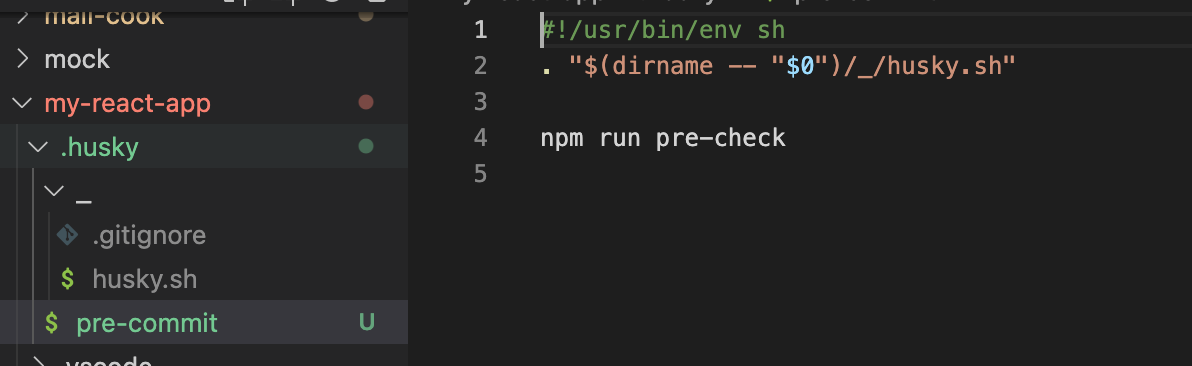 mail-cook
mock
my-react-app
.husky
_
.gitignore
$ husky.sh
$ pre-commit U
.vscode
1 #!/usr/bin/env sh
2 . "$(dirname -- "$0")/_/husky.sh"
3
4 npm run pre-check
5